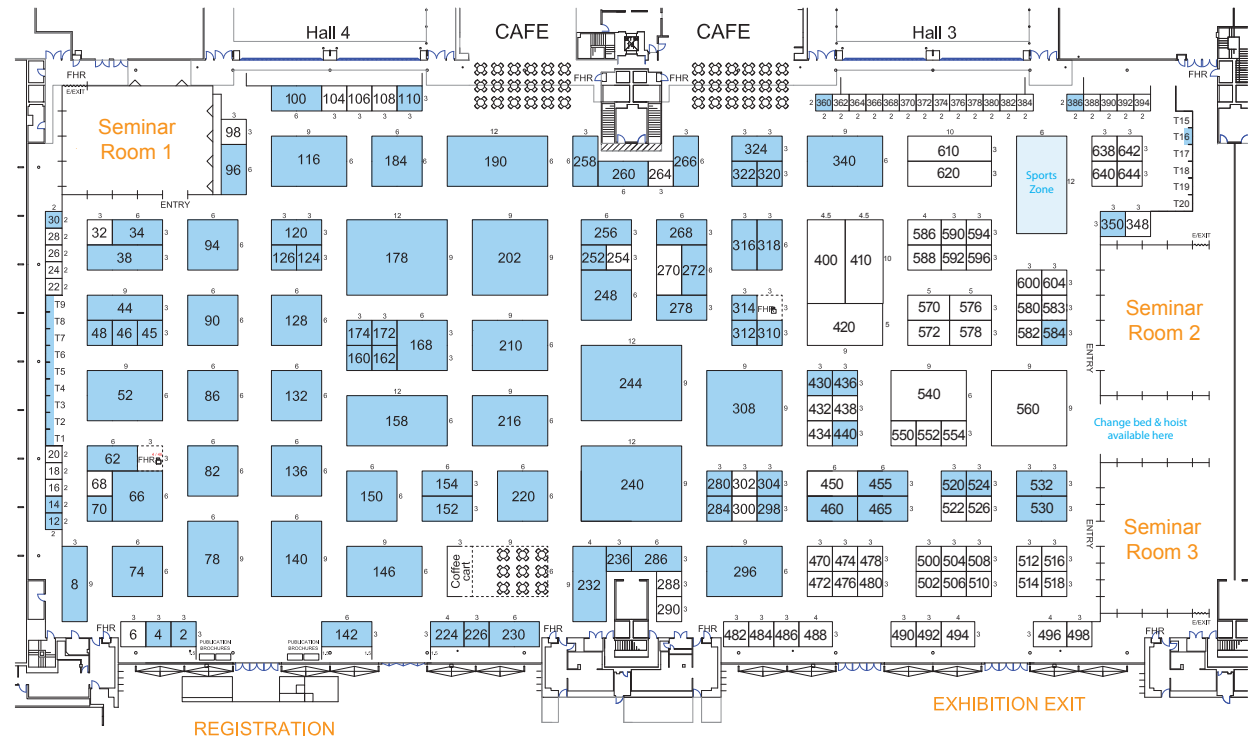 Hall 4
CAFE
CAFE
Hall 3
FHR
E/EXIT
FHR
FHR
FHR
100 104 106 108 110
360 362 364 366 368 370 372 374 376 378 380 382 384
386 388 390 392 394
Seminar
Room 1
98
96
116
184
190
258
260
264
266
324
322 320
340
610
620
Sports
Zone
638 642
640 644
T15
T16
T17
T18
T19
T20
ENTRY
350 348
E/EXIT
30
28
26
24
22
32 34
38
94
120
126 124
178
202
256
252 254
248
268
270 272
278
316 318
400 410
420
586 590 594
588 592 596
600 604
580 583
582 584
T9
T8
T7
T6
T5
T4
T3
T2
T1
44
48 46 45
90
128
174 172
160 162
168
210
314 FHR
312 310
570 576
572 578
Seminar
Room 2
ENTRY
52
86
132
158
216
244
308
430 436
432 438
434 440
540
550 552 554
560
Change bed & hoist
available here
20
18
16
14
12
62 FHR
68
66
70
82
136
150
154
152
220
240
280 302 304
284 300 298
450 455
460 465
520 524
522 526
532
530
Seminar
Room 3
ENTRY
8
74
78
140
146
Coffee
cart
232
236 286
288
290
296
470 474 478
472 476 480
500 504 508
502 506 510
512 516
514 518
E/EXIT
FHR
6 4 2
PUBLICATION
BROCHURES
PUBLICATION
BROCHURES
142
224 226 230
FHR
FHR
482 484 486 488
490 492 494
496 498
FHR
REGISTRATION
EXHIBITION EXIT